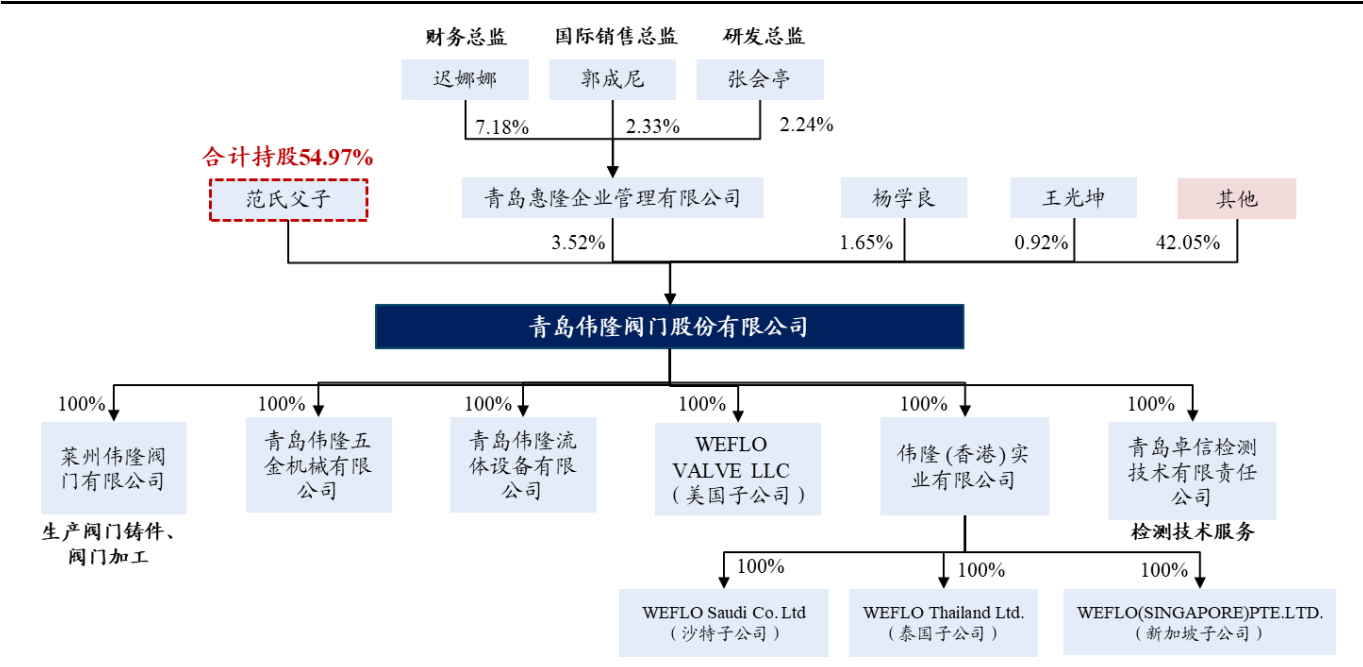 财务总监
国际销售总监
研发总监
迟娜娜
郭成尼
张会亭
7.18%
2.33%
2.24%
合计持股54.97%
范氏父子
青岛惠隆企业管理有限公司
杨学良
王光坤
其他
3.52%
1.65%
0.92%
42.05%
青岛伟隆阀门股份有限公司
100%
100%
100%
100%
100%
100%
莱州伟隆阀
门有限公司
青岛伟隆五
金机械有限
公司
青岛伟隆流
体设备有限
公司
WEFLO
VALVE LLC
（美国子公司）
伟隆(香港)实
业有限公司
青岛卓信检测
技术有限责任
公司
生产阀门铸件、
阀门加工
检测技术服务
100%
100%
100%
WEFLO Saudi Co. Ltd
（沙特子公司）
WEFLO Thailand Ltd.
（泰国子公司）
WEFLO(SINGAPORE)PTE.LTD.
（新加坡子公司）